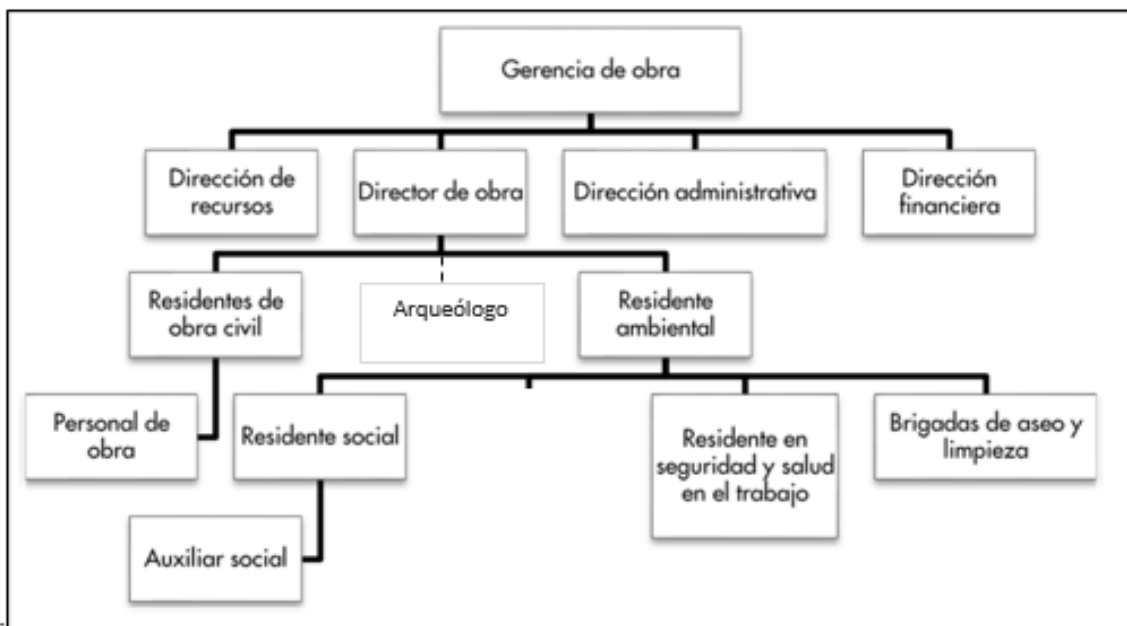 Gerencia de obra
Dirección de
recursos
Director de obra
Dirección administrativa
Dirección
financiera
Residentes de
obra civil
Arqueólogo
Residente
ambiental
Personal de
obra
Residente social
Residente en
seguridad y salud
en el trabajo
Brigadas de aseo y
limpieza
Auxiliar social